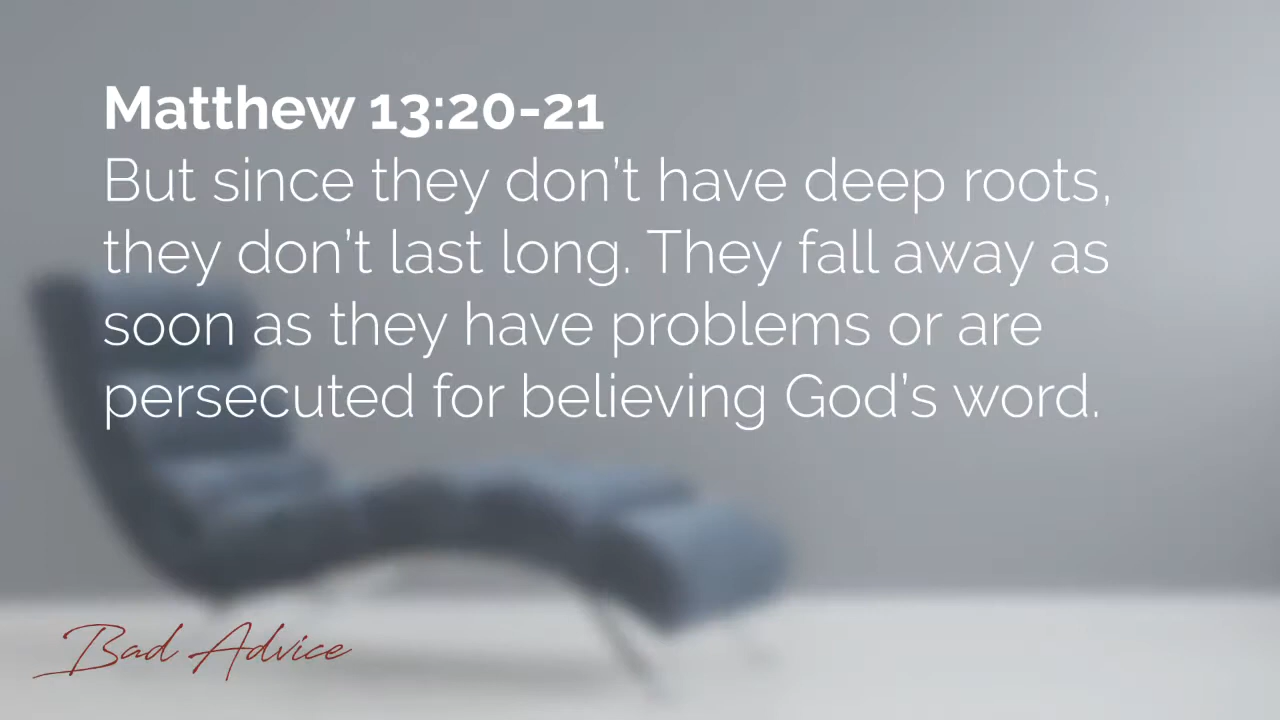 Matthew 13:20-21
But since they don’t have deep roots,
they don’t last long. They fall away as
soon as they have problems or are
persecuted for believing God’s word.
Bad Advice